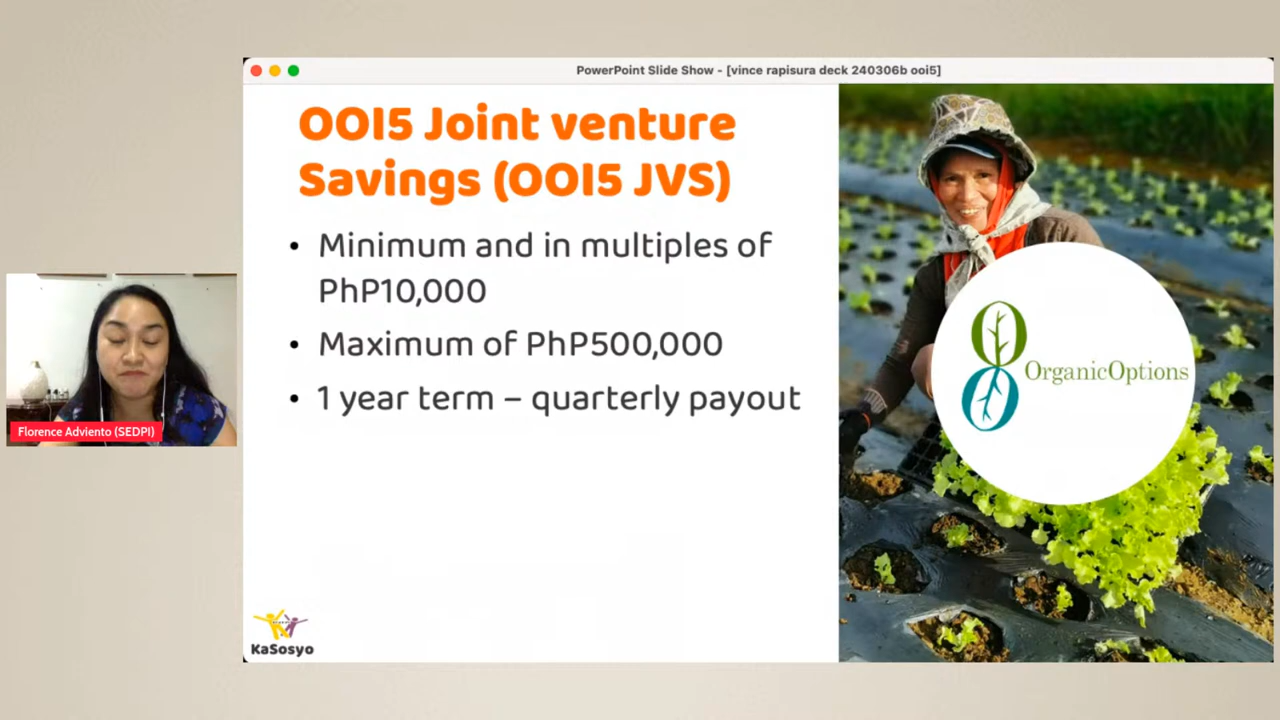 PowerPoint Slide Show - [vince rapisura deck 240306b ooi5]
OOI5 Joint venture
Savings (OOI5 JVS)
• Minimum and in multiples of
PhP10,000
• Maximum of PhP500,000
• 1 year term – quarterly payout
OrganicOptions
Florence Adviento (SEDPI)
KaSosyo